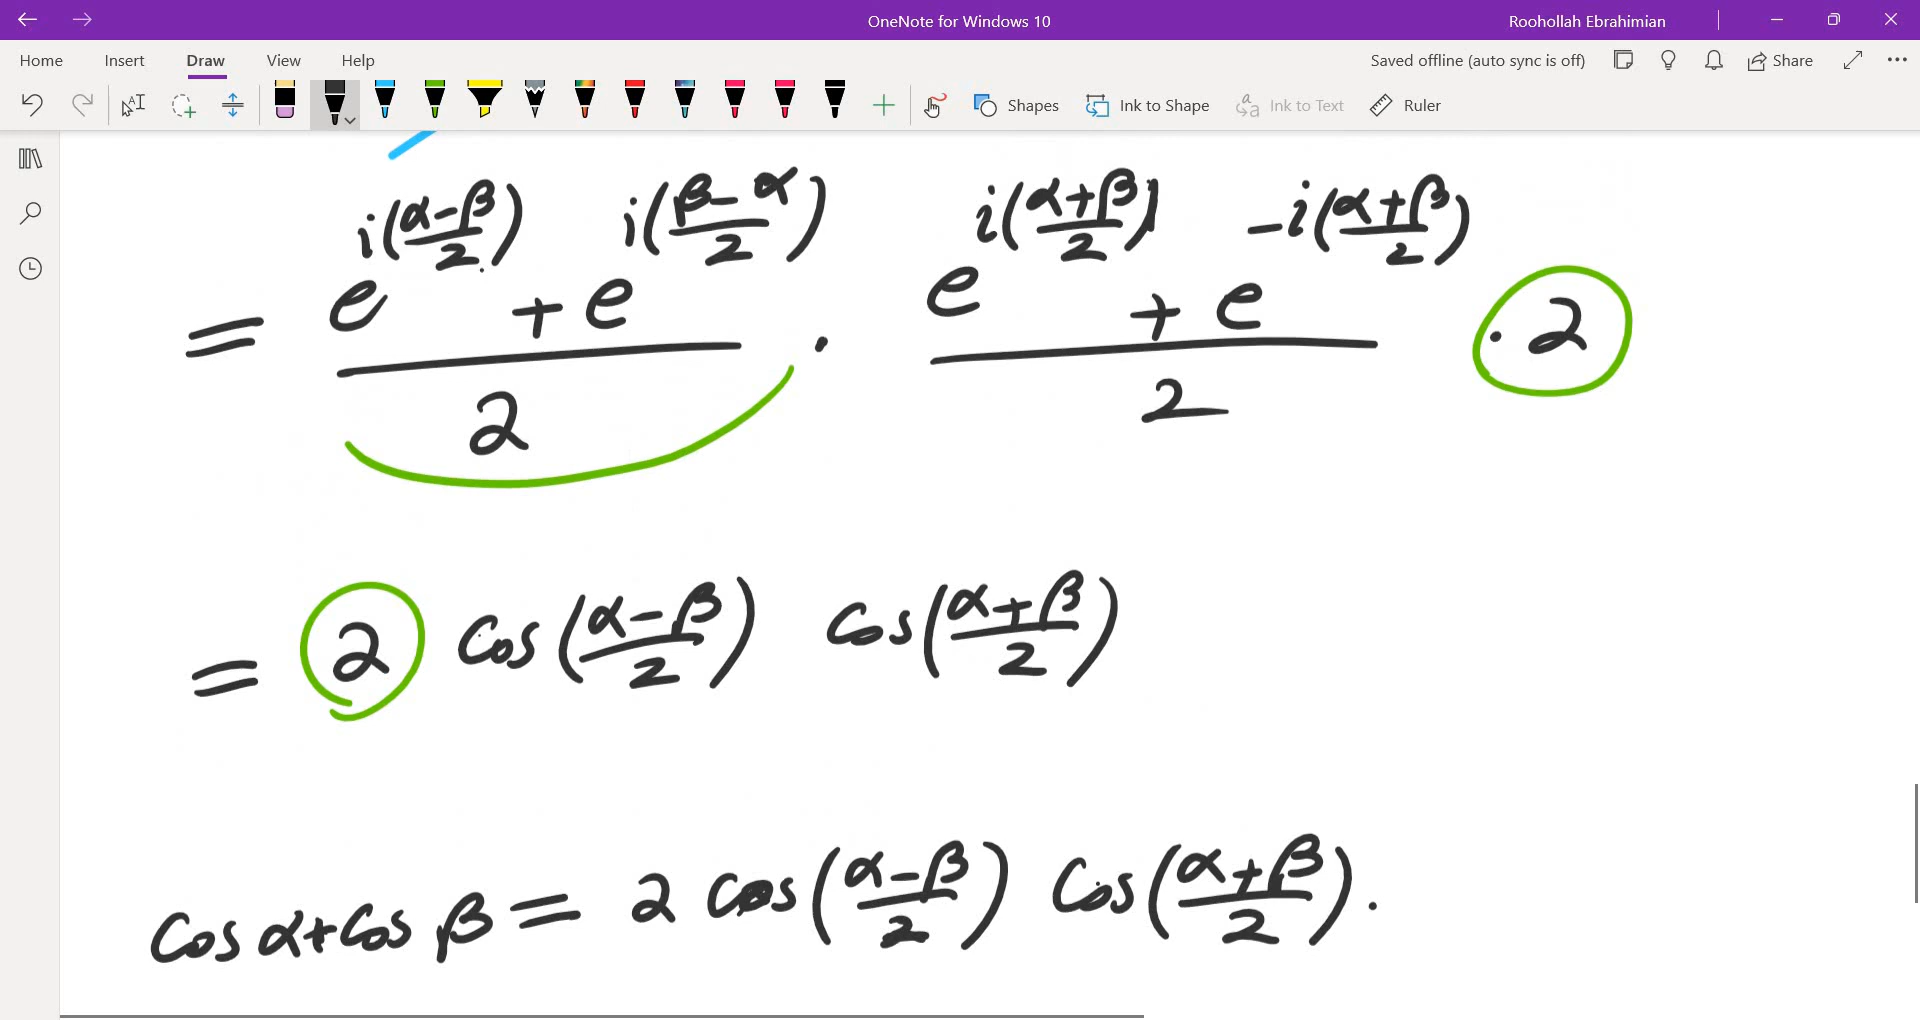 OneNote for Windows 10
Roohollah Ebrahimian
Home Insert Draw View Help
Saved offline (auto sync is off) Share
Shapes Ink to Shape Ink to Text Ruler
= (e^{i((α-β)/2)} + e^{i((β-α)/2)})/2 · (e^{i((α+β)/2)} + e^{-i((α+β)/2)})/2 · 2
= 2 cos((α-β)/2) cos((α+β)/2)
cos α + cos β = 2 cos((α-β)/2) cos((α+β)/2).